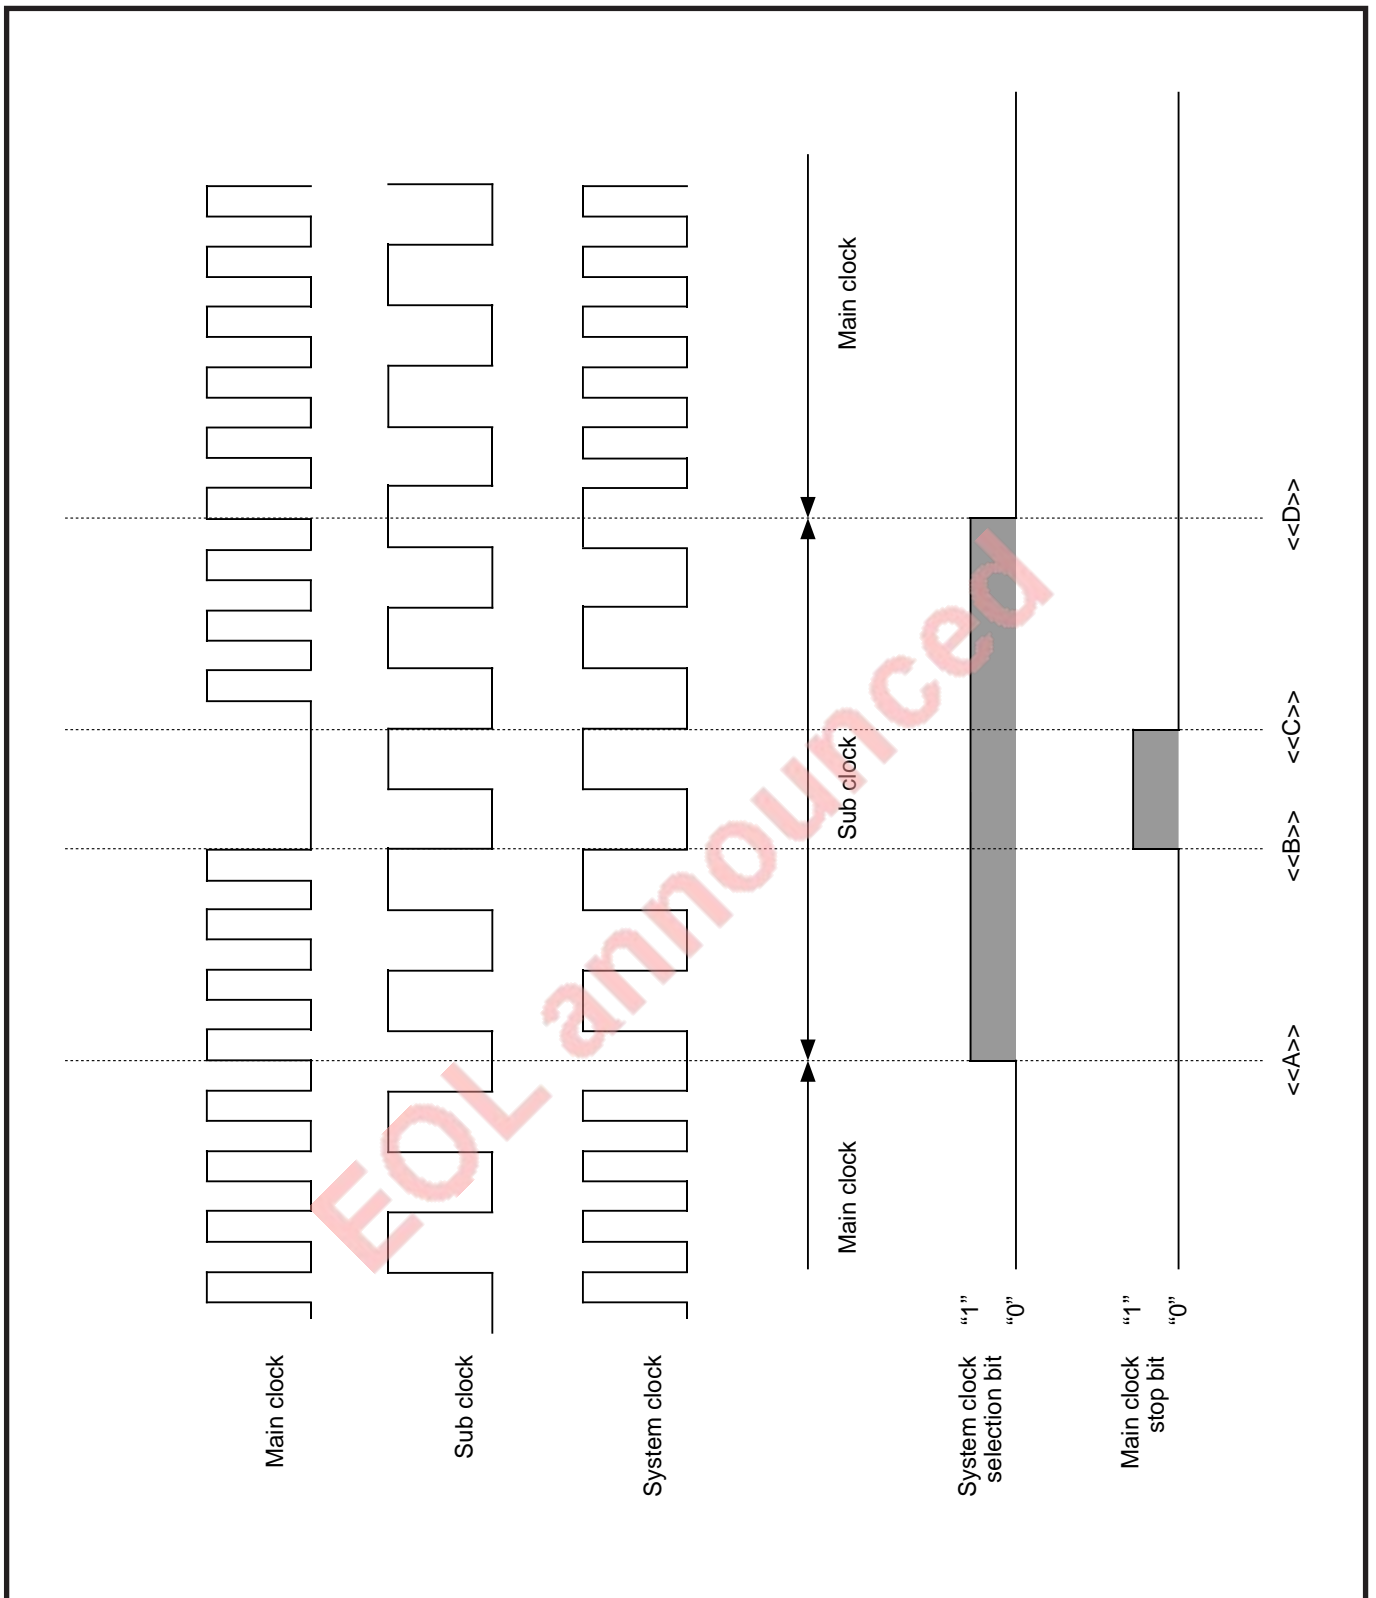 Main clock
Sub clock
System clock
Main clock
Sub clock
Main clock
System clock
selection bit
“1”
“0”
Main clock
stop bit
“1”
“0”
<<A>>
<<B>>
<<C>>
<<D>>
EOL announced